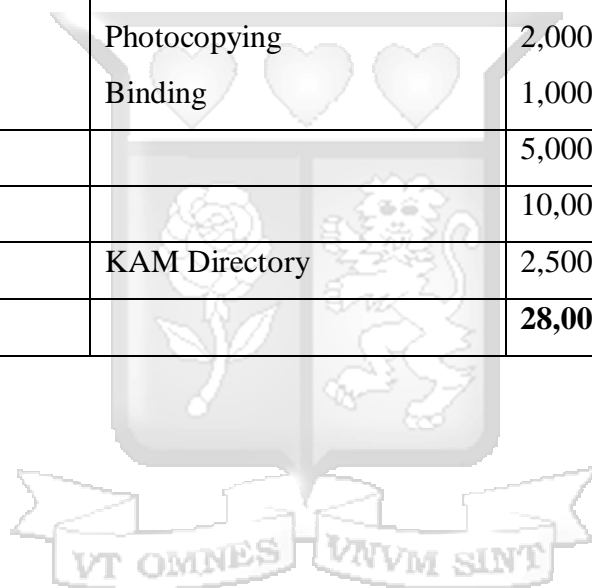 Photocopying 2,000
Binding 1,000
5,000
10,00
KAM Directory 2,500
28,00
VT OMNES VNVM SINT